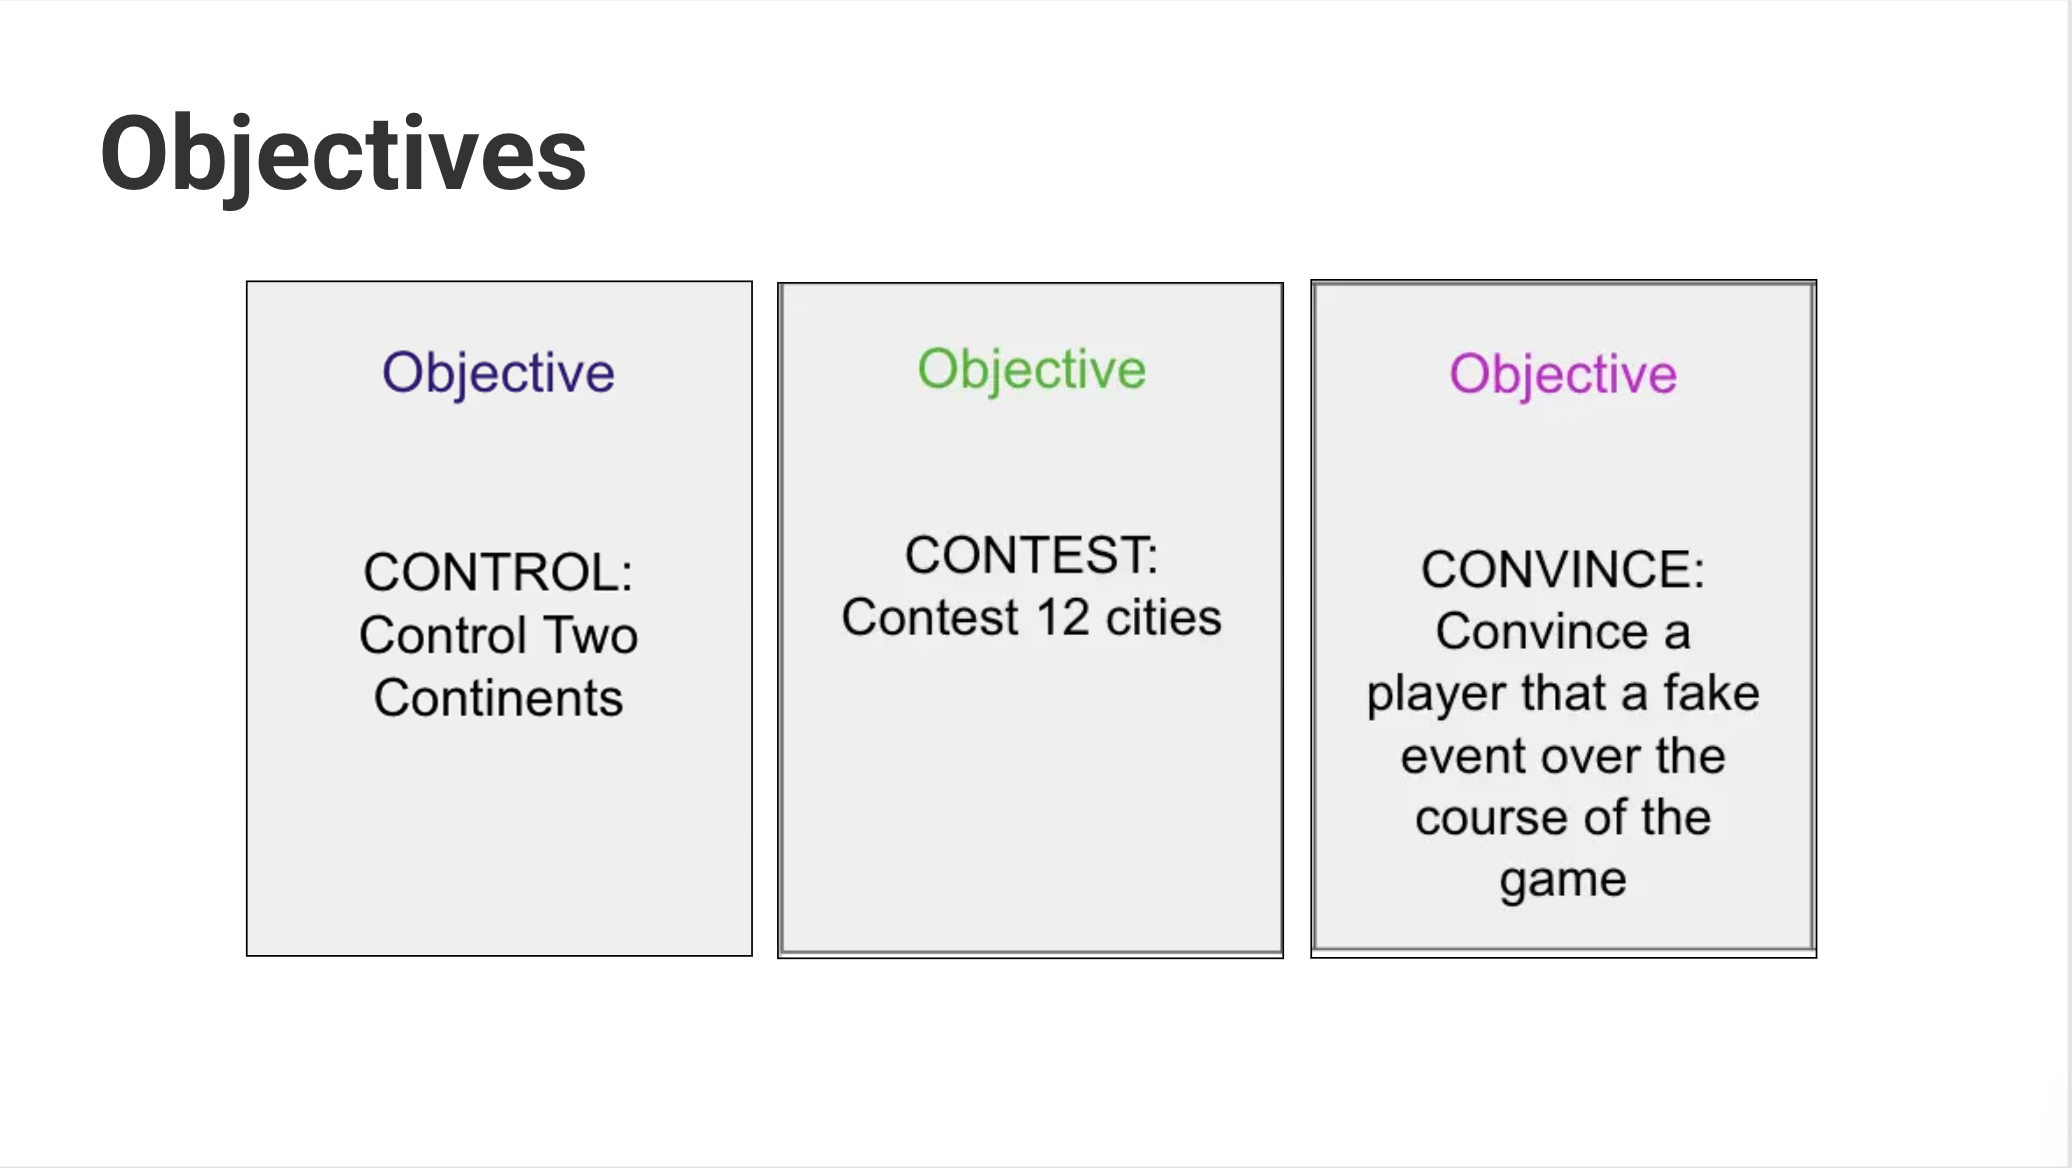 Objectives
Objective
CONTROL:
Control Two
Continents
Objective
CONTEST:
Contest 12 cities
Objective
CONVINCE:
Convince a
player that a fake
event over the
course of the
game